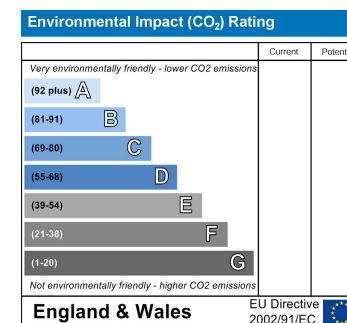 Environmental Impact (CO₂) Rating
Current Potent
Very environmentally friendly - lower CO2 emissions
(92 plus) A
(81-91) B
(69-80) C
(55-68) D
(39-54) E
(21-38) F
(1-20) G
Not environmentally friendly - higher CO2 emissions
England & Wales
EU Directive
2002/91/EC